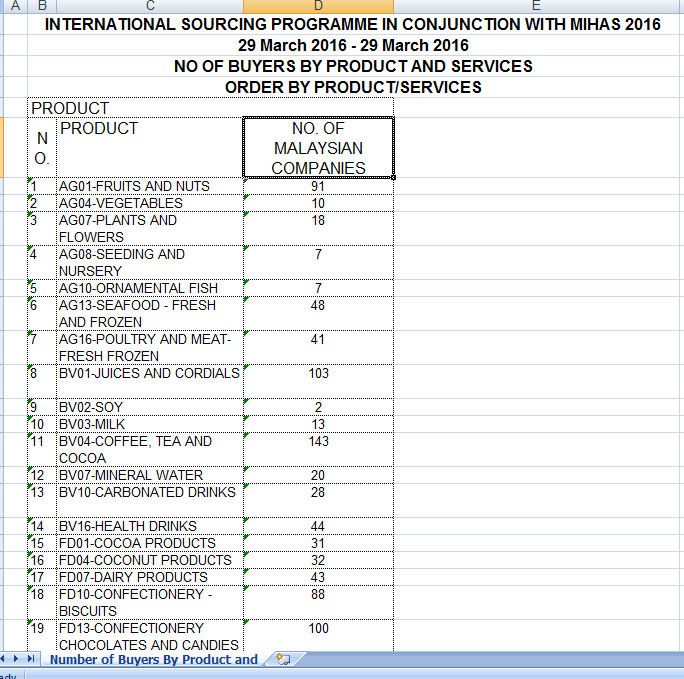 A B C D E
INTERNATIONAL SOURCING PROGRAMME IN CONJUNCTION WITH MIHAS 2016
29 March 2016 - 29 March 2016
NO OF BUYERS BY PRODUCT AND SERVICES
ORDER BY PRODUCT/SERVICES
PRODUCT
N
O.
PRODUCT
NO. OF
MALAYSIAN
COMPANIES
1 AG01-FRUITS AND NUTS 91
2 AG04-VEGETABLES 10
3 AG07-PLANTS AND 18
FLOWERS
4 AG08-SEEDING AND 7
NURSERY
5 AG10-ORNAMENTAL FISH 7
6 AG13-SEAFOOD - FRESH 48
AND FROZEN
7 AG16-POULTRY AND MEAT- 41
FRESH FROZEN
8 BV01-JUICES AND CORDIALS 103
9 BV02-SOY 2
10 BV03-MILK 13
11 BV04-COFFEE, TEA AND 143
COCOA
12 BV07-MINERAL WATER 20
13 BV10-CARBONATED DRINKS 28
14 BV16-HEALTH DRINKS 44
15 FD01-COCOA PRODUCTS 31
16 FD04-COCONUT PRODUCTS 32
17 FD07-DAIRY PRODUCTS 43
18 FD10-CONFECTIONERY - 88
BISCUITS
19 FD13-CONFECTIONERY 100
CHOCOLATES AND CANDIES
Number of Buyers By Product and